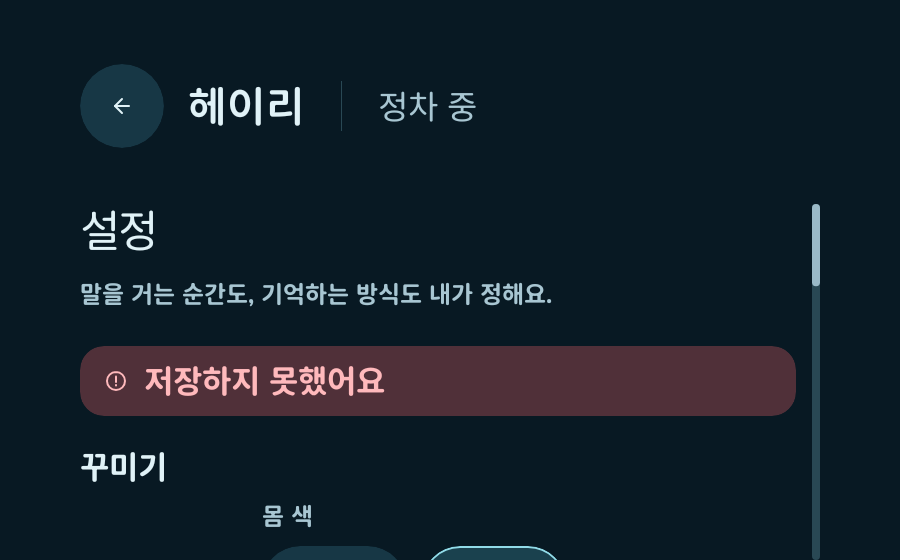 헤이리
정차 중
설정
말을 거는 순간도, 기억하는 방식도 내가 정해요.
저장하지 못했어요
꾸미기
몸 색